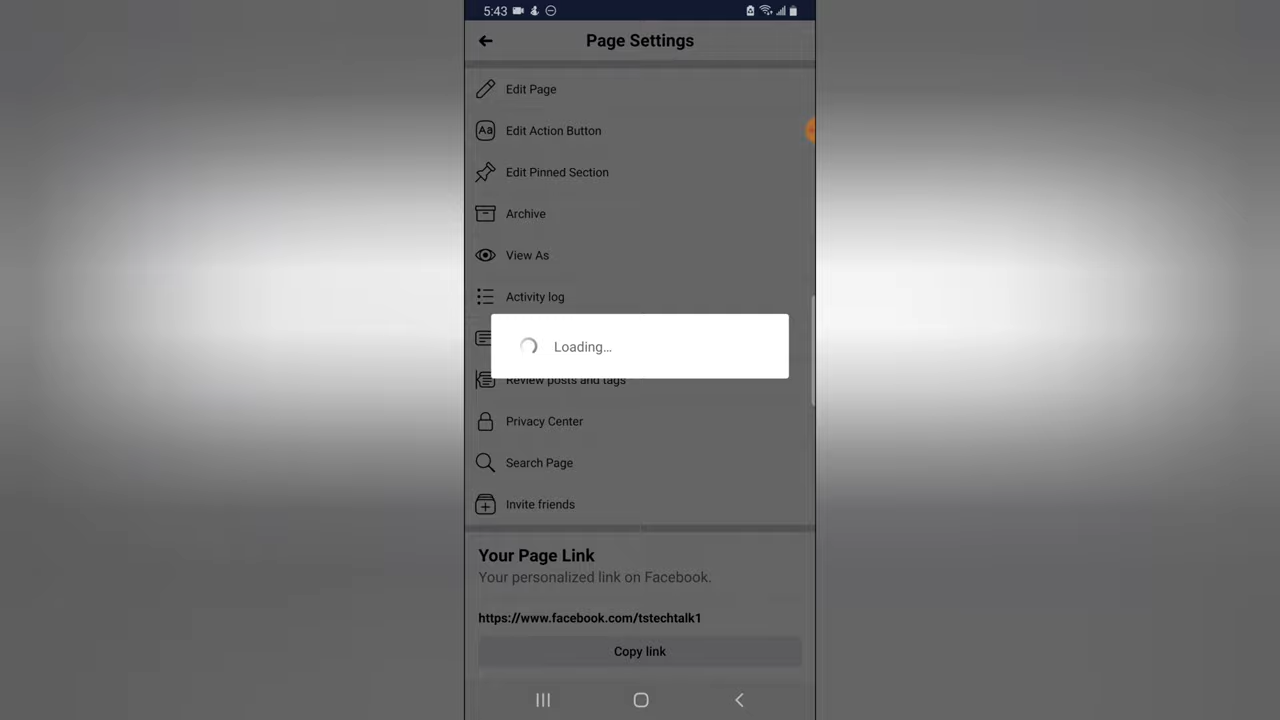 5:43
Page Settings
Edit Page
Aa
Edit Action Button
Edit Pinned Section
Archive
View As
Activity log
Loading...
Review posts and tags
Privacy Center
Search Page
Invite friends
Your Page Link
Your personalized link on Facebook.
https://www.facebook.com/tstechtalk1
Copy link